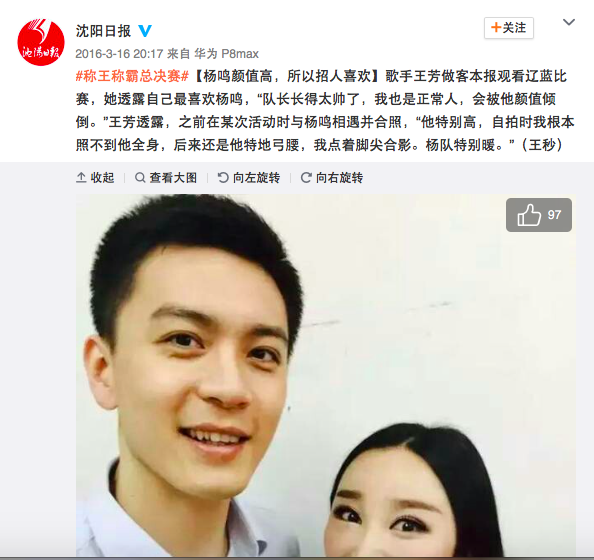 沈阳日报
+关注
2016-3-16 20:17 来自 华为 P8max
#称王称霸总决赛#【杨鸣颜值高，所以招人喜欢】歌手王芳做客本报观看辽蓝比
赛，她透露自己最喜欢杨鸣，“队长长得太帅了，我也是正常人，会被他颜值倾
倒。”王芳透露，之前在某次活动时与杨鸣相遇并合照，“他特别高，自拍时我根本
照不到他全身，后来还是他特地弓腰，我点着脚尖合影。杨队特别暖。”（王秒）
收起 查看大图 向左旋转 向右旋转
97
沈阳日报